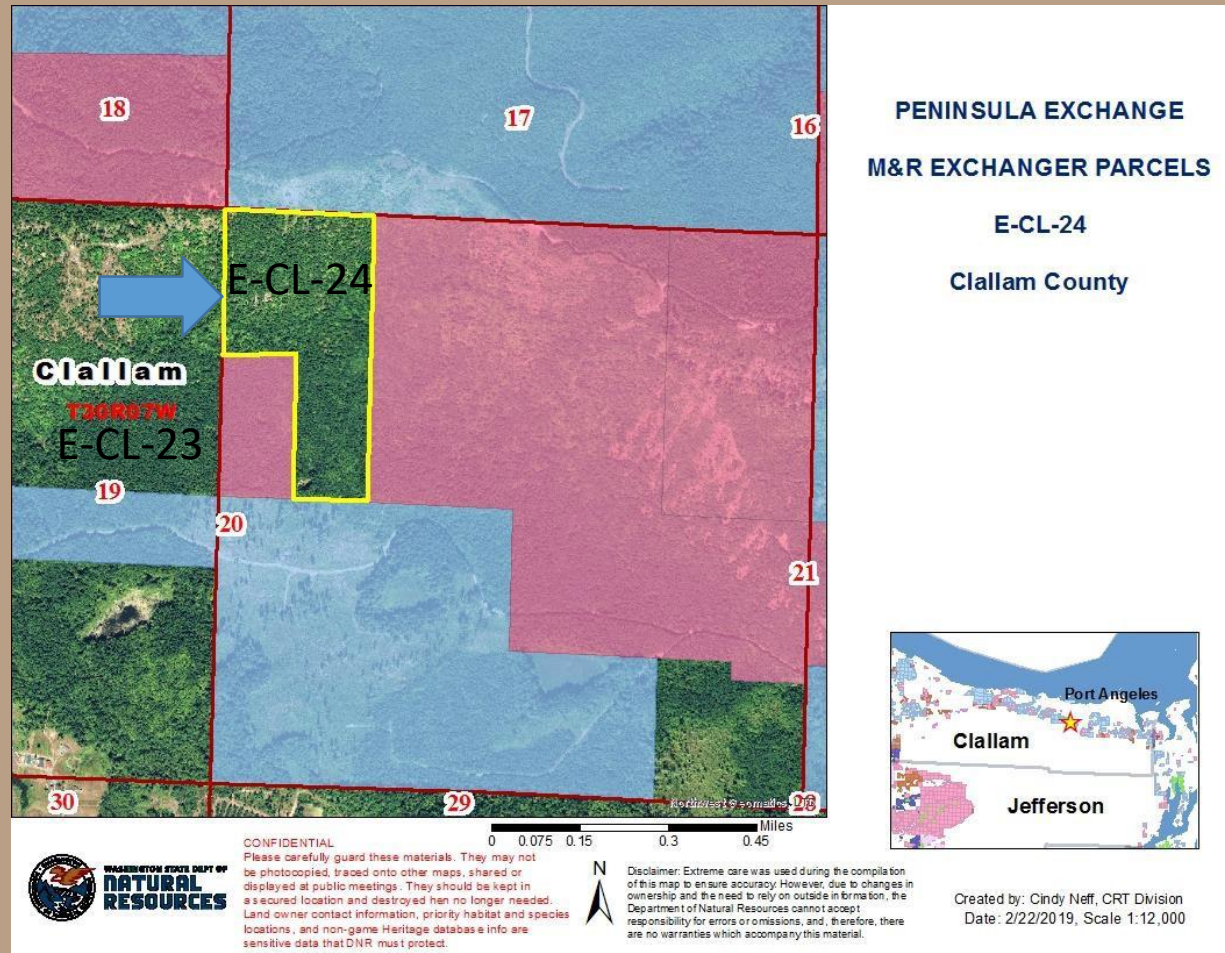 18
17
16
E-CL-24
Clallam
T30R07W
E-CL-23
19
20
21
30
29
28
PENINSULA EXCHANGE
M&R EXCHANGER PARCELS
E-CL-24
Clallam County
Port Angeles
Clallam
Jefferson
WASHINGTON STATE DEPT OF
NATURAL
RESOURCES
CONFIDENTIAL
Please carefully guard these materials. They may not
be photocopied, traced onto other maps, shared or
displayed at public meetings. They should be kept in
a secured location and destroyed hen no longer needed.
Land owner contact information, priority habitat and species
locations, and non-game Heritage database info are
sensitive data that DNR must protect.
Miles
0 0.075 0.15 0.3 0.45
N
Disclaimer: Extreme care was used during the compilation
of this map to ensure accuracy. However, due to changes in
ownership and the need to rely on outside information, the
Department of Natural Resources cannot accept
responsibility for errors or omissions, and, therefore, there
are no warranties which accompany this material.
Created by: Cindy Neff, CRT Division
Date: 2/22/2019, Scale 1:12,000